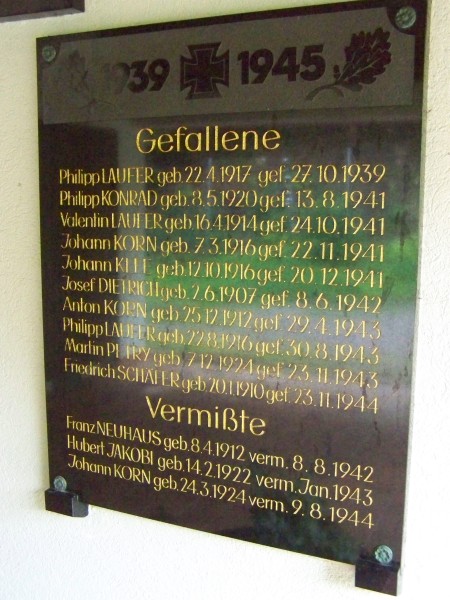 1939 1945
Gefallene
Philipp LAUFER geb. 22.4.1917 gef. 27.10.1939
Philipp KONRAD geb. 8.5.1920 gef. 13.8.1941
Valentin LAUFER geb. 16.4.1914 gef. 24.10.1941
Johann KORN geb. 7.3.1916 gef. 22.11.1941
Johann KLEE geb. 12.10.1916 gef. 20.12.1941
Josef DIETRICH geb. 2.6.1907 gef. 8.6.1942
Anton KORN geb. 25.12.1912 gef. 29.4.1943
Philipp LAUFER geb. 22.8.1916 gef. 30.8.1943
Martin PETRY geb. 7.12.1924 gef. 23.11.1943
Friedrich SCHÄFER geb. 20.1.1910 gef. 23.11.1944
Vermißte
Franz NEUHAUS geb. 8.4.1912 verm. 8.8.1942
Hubert JAKOBI geb. 14.2.1922 verm. Jan. 1943
Johann KORN geb. 24.3.1924 verm. 9.8.1944